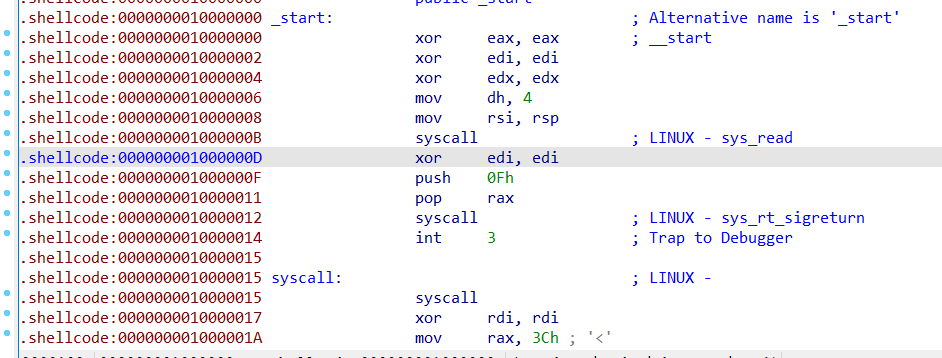 public _start
.shellcode:0000000010000000 _start: ; Alternative name is '_start'
.shellcode:0000000010000000 xor eax, eax ; __start
.shellcode:0000000010000002 xor edi, edi
.shellcode:0000000010000004 xor edx, edx
.shellcode:0000000010000006 mov dh, 4
.shellcode:0000000010000008 mov rsi, rsp
.shellcode:000000001000000B syscall ; LINUX - sys_read
.shellcode:000000001000000D xor edi, edi
.shellcode:000000001000000F push 0Fh
.shellcode:0000000010000011 pop rax
.shellcode:0000000010000012 syscall ; LINUX - sys_rt_sigreturn
.shellcode:0000000010000014 int 3 ; Trap to Debugger
.shellcode:0000000010000015
.shellcode:0000000010000015 syscall: ; LINUX -
.shellcode:0000000010000015 syscall
.shellcode:0000000010000017 xor rdi, rdi
.shellcode:000000001000001A mov rax, 3Ch ; '<'